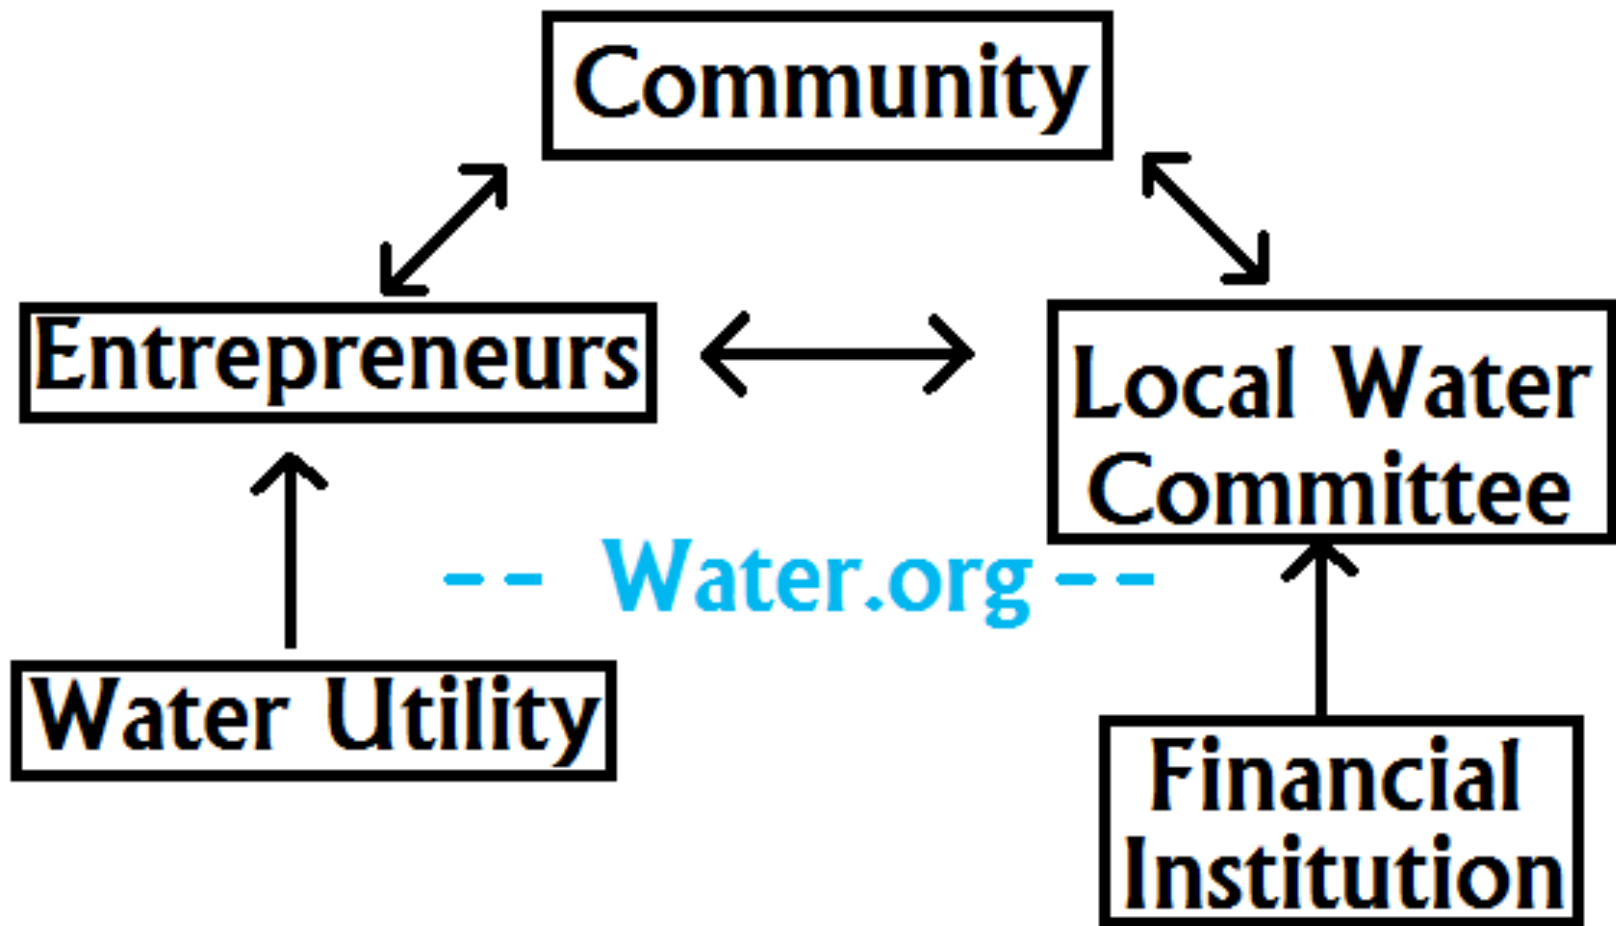 Community
Entrepreneurs
Local Water
Committee
-- Water.org --
Water Utility
Financial
Institution